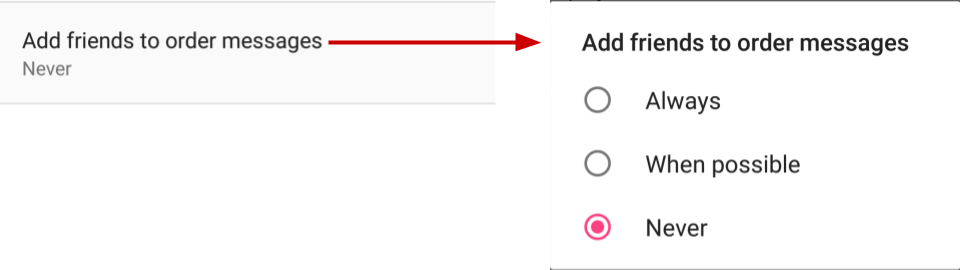 Add friends to order messages
Never
Add friends to order messages
Always
When possible
Never